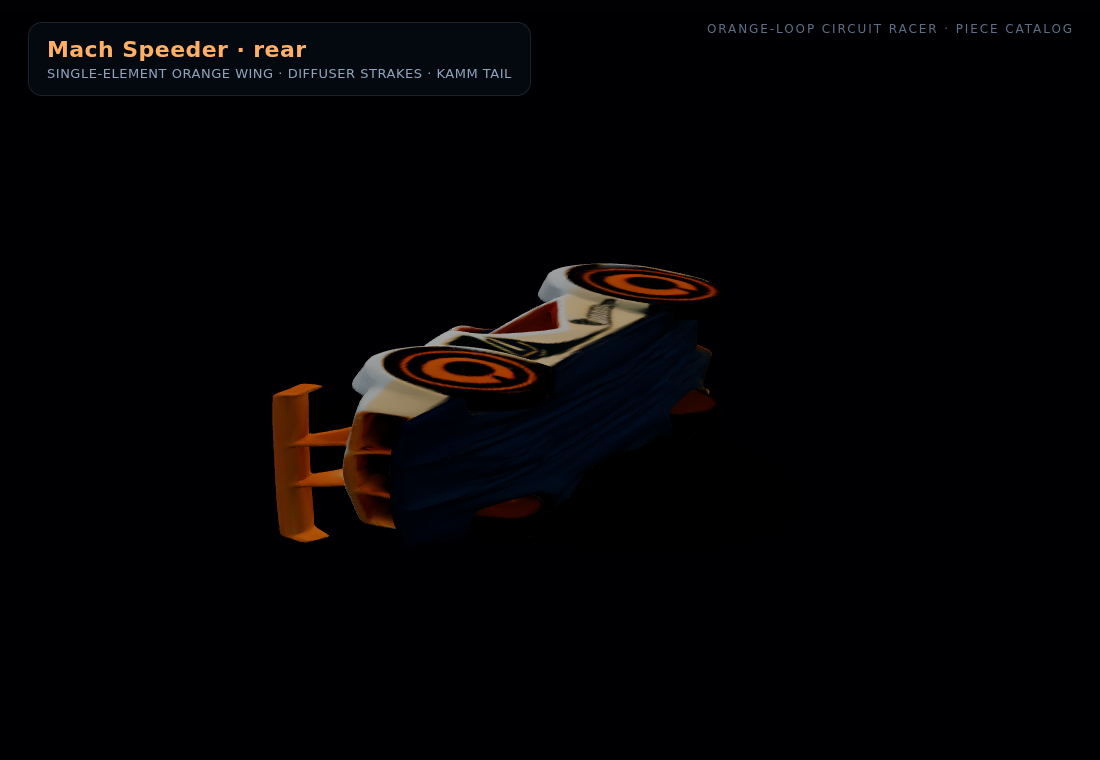 Mach Speeder · rear
SINGLE-ELEMENT ORANGE WING · DIFFUSER STRAKES · KAMM TAIL
ORANGE-LOOP CIRCUIT RACER · PIECE CATALOG